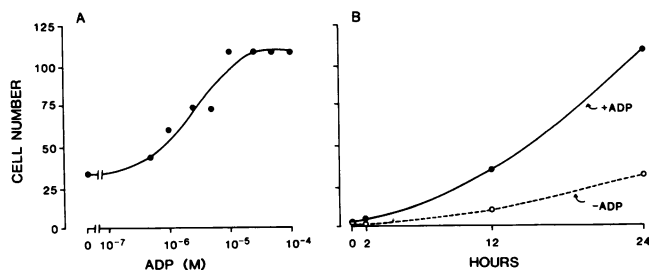 A
B
CELL NUMBER
125
100
75
50
25
0
0 10⁻⁷ 10⁻⁶ 10⁻⁵ 10⁻⁴
ADP (M)
+ADP
-ADP
0 2 12 24
HOURS